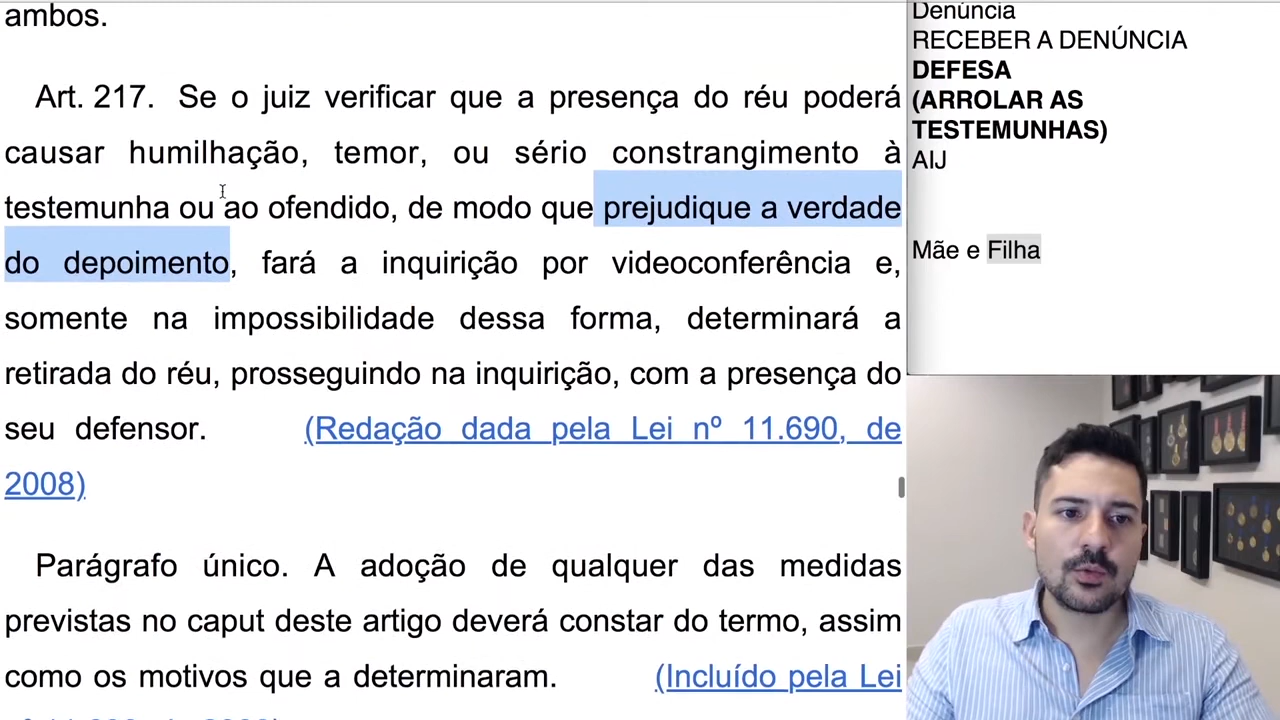 ambos.
Art. 217. Se o juiz verificar que a presença do réu poderá
causar humilhação, temor, ou sério constrangimento à
testemunha ou ao ofendido, de modo que prejudique a verdade
do depoimento, fará a inquirição por videoconferência e,
somente na impossibilidade dessa forma, determinará a
retirada do réu, prosseguindo na inquirição, com a presença do
seu defensor. (Redação dada pela Lei nº 11.690, de
2008)
Parágrafo único. A adoção de qualquer das medidas
previstas no caput deste artigo deverá constar do termo, assim
como os motivos que a determinaram. (Incluído pela Lei
Denúncia
RECEBER A DENÚNCIA
DEFESA
(ARROLAR AS
TESTEMUNHAS)
AIJ
Mãe e Filha